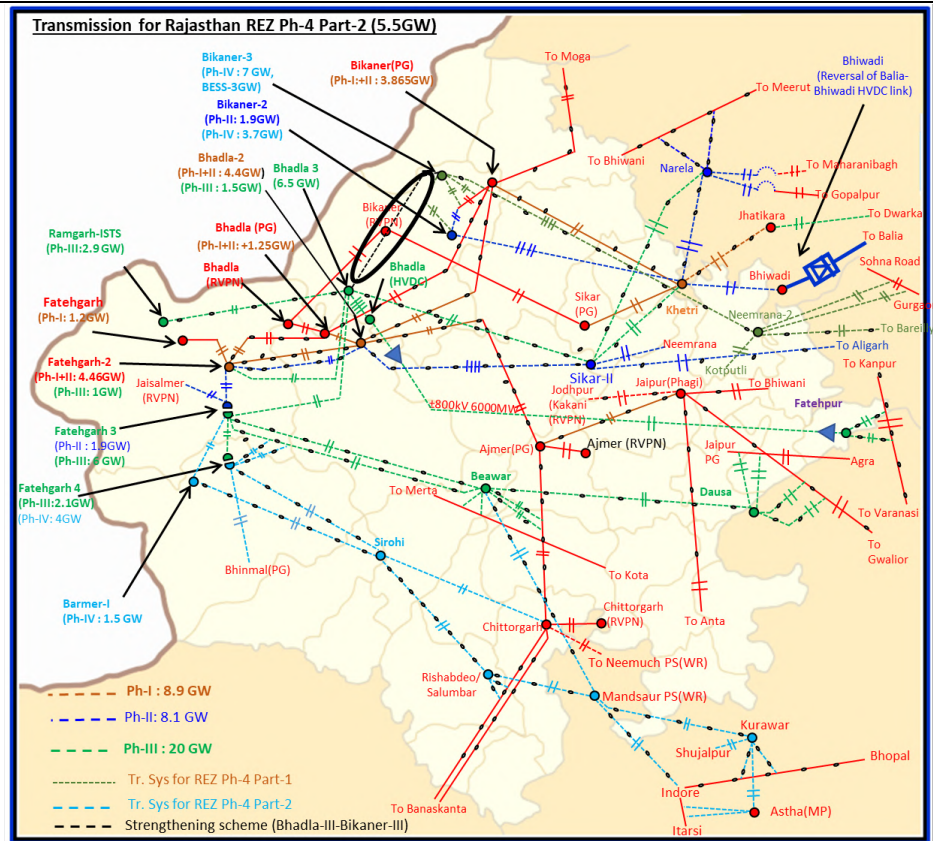 Transmission for Rajasthan REZ Ph-4 Part-2 (5.5GW)
Bikaner-3
(Ph-IV : 7 GW,
BESS-3GW)
Bikaner(PG)
(Ph-I:+II : 3.865GW)
To Moga
Bhiwadi
(Reversal of Balia-
Bhiwadi HVDC link)
Bikaner-2
(Ph-II: 1.9GW)
(Ph-IV : 3.7GW)
To Meerut
Bhadla-2
(Ph-I+II : 4.4GW)
(Ph-III : 1.5GW)
Bhadla 3
(6.5 GW)
To Bhiwani
Narela
To Maharanibagh
To Gopalpur
Bikaner
(RVPN)
Jhatikara
To Dwarka
Ramgarh-ISTS
(Ph-III:2.9 GW)
Bhadla (PG)
(Ph-I+II: +1.25GW)
To Balia
Bhadla
(RVPN)
Bhadla
(HVDC)
Bhiwadi
Sohna Road
Fatehgarh
(Ph-I: 1.2GW)
Sikar
(PG)
Khetri
Gurgao
Neemrana-2
To Bareilly
Fatehgarh-2
(Ph-I+II: 4.46GW)
(Ph-III: 1GW)
Neemrana
To Aligarh
Kotputli
To Kanpur
Sikar-II
Jaisalmer
(RVPN)
Jodhpur
(Kakani)
(RVPN)
Jaipur(Phagi)
To Bhiwani
±800kV 6000MW
Fatehpur
Fatehgarh 3
(Ph-II : 1.9GW)
(Ph-III: 6 GW)
Ajmer(PG)
Ajmer (RVPN)
Jaipur
PG
Agra
Beawar
Fatehgarh 4
(Ph-III:2.1GW)
(Ph-IV: 4GW
To Merta
Dausa
To Varanasi
To
Gwalior
Sirohi
Bhinmal(PG)
To Kota
Barmer-I
(Ph-IV : 1.5 GW
Chittorgarh
Chittorgarh
(RVPN)
To Anta
To Neemuch PS(WR)
Rishabdeo/
Salumbar
Mandsaur PS(WR)
Kurawar
Shujalpur
Bhopal
Indore
To Banaskanta
Astha(MP)
Itarsi
Ph-I : 8.9 GW
Ph-II: 8.1 GW
Ph-III : 20 GW
Tr. Sys for REZ Ph-4 Part-1
Tr. Sys for REZ Ph-4 Part-2
Strengthening scheme (Bhadla-III-Bikaner-III)